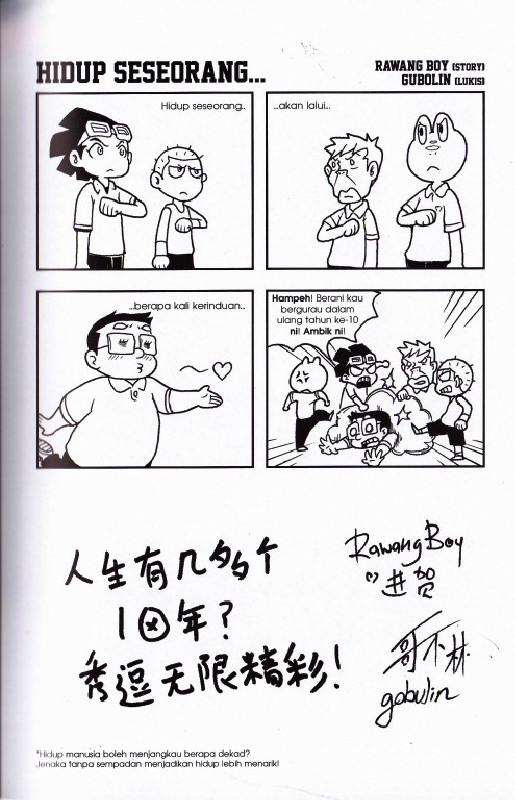 HIDUP SESEORANG...
RAWANG BOY (STORY)
GUBOLIN (LUKIS)
Hidup seseorang..
..akan lalui..
..berapa kali kerinduan..
Hampeh! Berani kau
bergurau dalam
ulang tahun ke-10
ni! Ambik ni!
人生有几多个
10年?
秀逗无限精彩!
Rawang Boy
进贺
哥不林
gobulin
*Hidup manusia boleh menjangkau berapa dekad?
Jenaka tanpa sempadan menjadikan hidup lebih menarik!